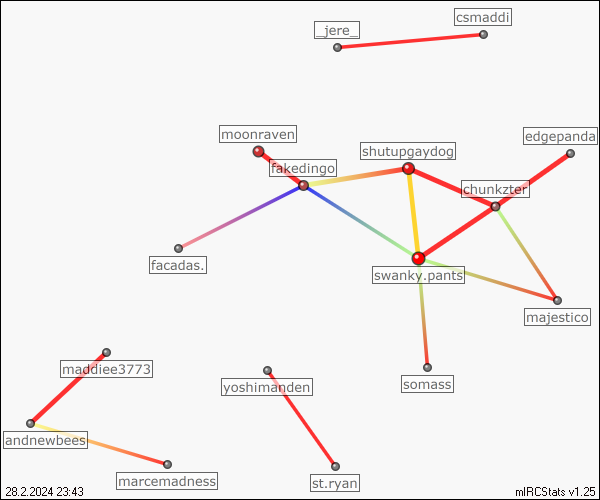 csmaddi
_jere_
moonraven
edgepanda
shutupgaydog
fakedingo
chunkzter
facadas.
swanky.pants
majestico
maddiee3773
yoshimanden
somass
andnewbees
marcemadness
st.ryan
28.2.2024 23:43
mIRCStats v1.25